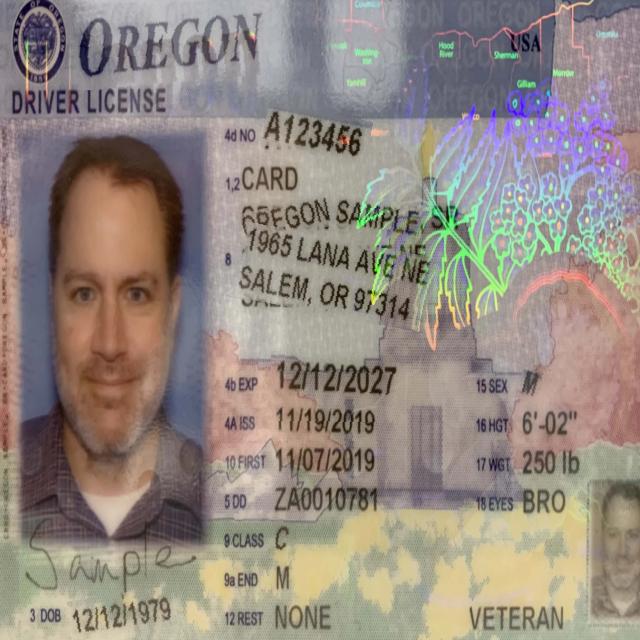 OREGON
USA
DRIVER LICENSE
Hood River
Sherman
Gilliam
4d NO A123456
1,2 CARD
OREGON SAMPLE,
8 1965 LANA AVE NE
SALEM, OR 97314
4b EXP 12/12/2027
15 SEX M
4A ISS 11/19/2019
16 HGT 6'-02"
10 FIRST 11/07/2019
17 WGT 250 lb
5 DD ZA0010781
18 EYES BRO
9 CLASS C
Sample
9a END M
3 DOB 12/12/1979
12 REST NONE
VETERAN